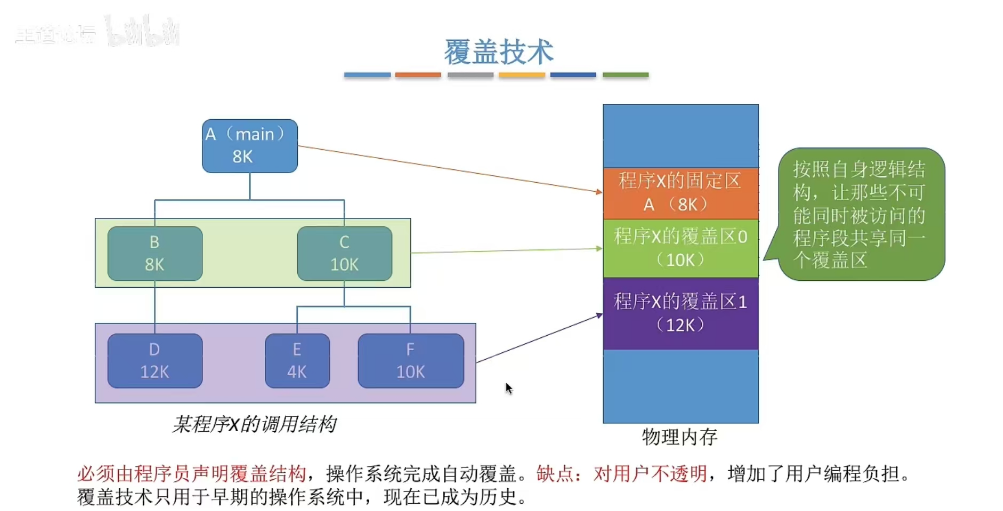 覆盖技术
A（main）
8K
B
8K
C
10K
D
12K
E
4K
F
10K
某程序X的调用结构
程序X的固定区
A （8K）
程序X的覆盖区0
（10K）
程序X的覆盖区1
（12K）
物理内存
按照自身逻辑结
构，让那些不可
能同时被访问的
程序段共享同一
个覆盖区
必须由程序员声明覆盖结构，操作系统完成自动覆盖。缺点：对用户不透明，增加了用户编程负担。
覆盖技术只用于早期的操作系统中，现在已成为历史。